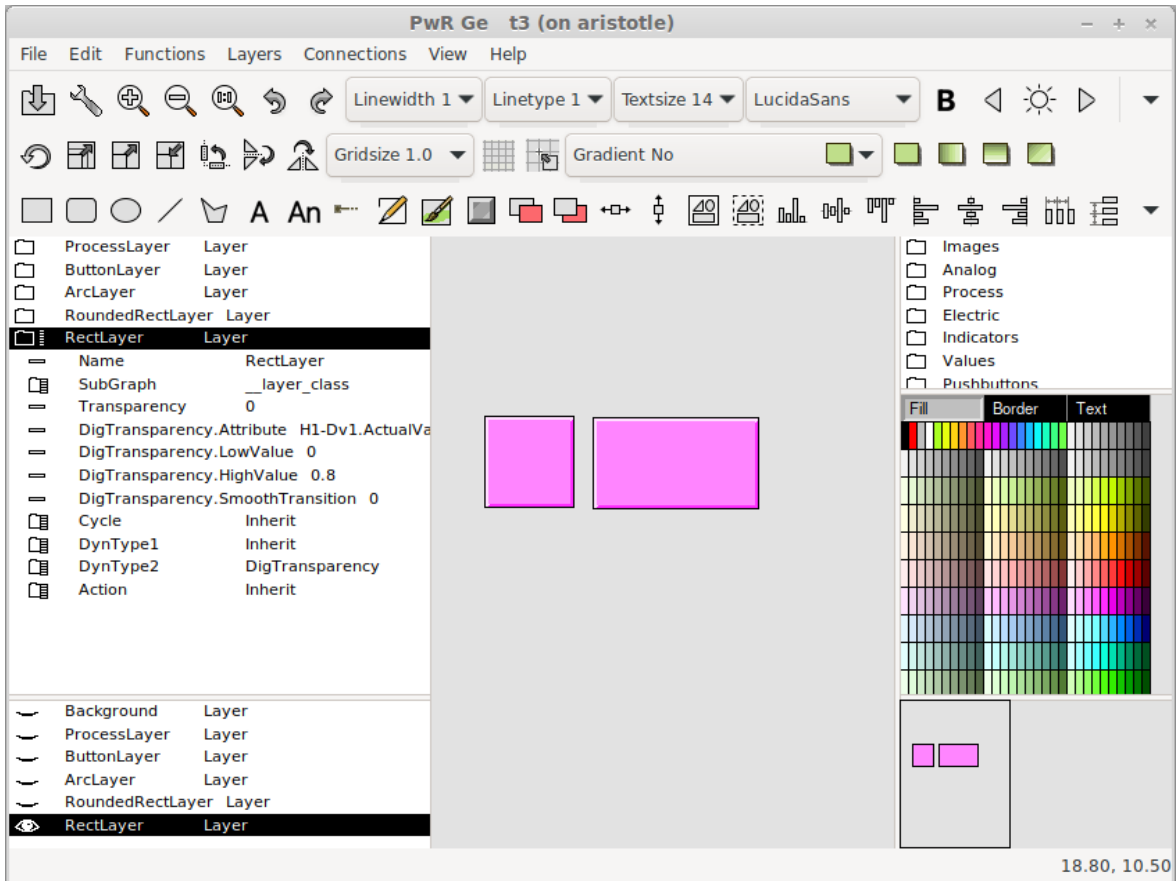 PwR Ge t3 (on aristotle)
File Edit Functions Layers Connections View Help
Linewidth 1 Linetype 1 Textsize 14 LucidaSans B
Gridsize 1.0 Gradient No
A An
ProcessLayer Layer
ButtonLayer Layer
ArcLayer Layer
RoundedRectLayer Layer
RectLayer Layer
Name RectLayer
SubGraph __layer_class
Transparency 0
DigTransparency.Attribute H1-Dv1.ActualVa
DigTransparency.LowValue 0
DigTransparency.HighValue 0.8
DigTransparency.SmoothTransition 0
Cycle Inherit
DynType1 Inherit
DynType2 DigTransparency
Action Inherit
Images
Analog
Process
Electric
Indicators
Values
Pushbuttons
Fill Border Text
Background Layer
ProcessLayer Layer
ButtonLayer Layer
ArcLayer Layer
RoundedRectLayer Layer
RectLayer Layer
18.80, 10.50